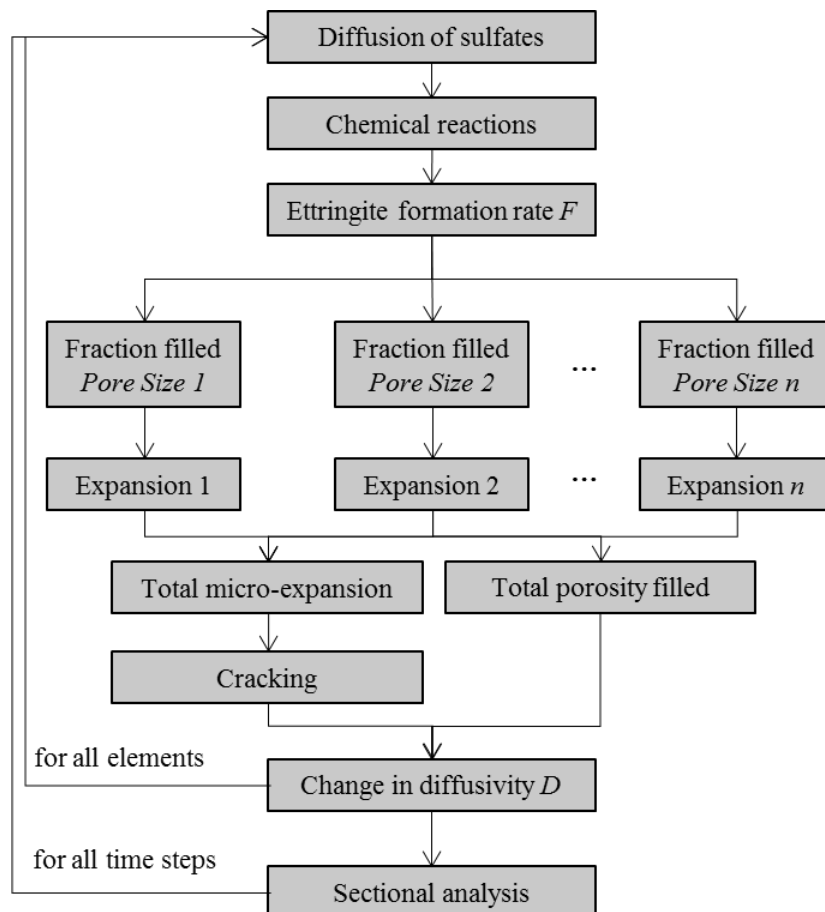 Diffusion of sulfates
Chemical reactions
Ettringite formation rate F
Fraction filled
Pore Size 1
Fraction filled
Pore Size 2
...
Fraction filled
Pore Size n
Expansion 1
Expansion 2
...
Expansion n
Total micro-expansion
Total porosity filled
Cracking
for all elements
Change in diffusivity D
for all time steps
Sectional analysis